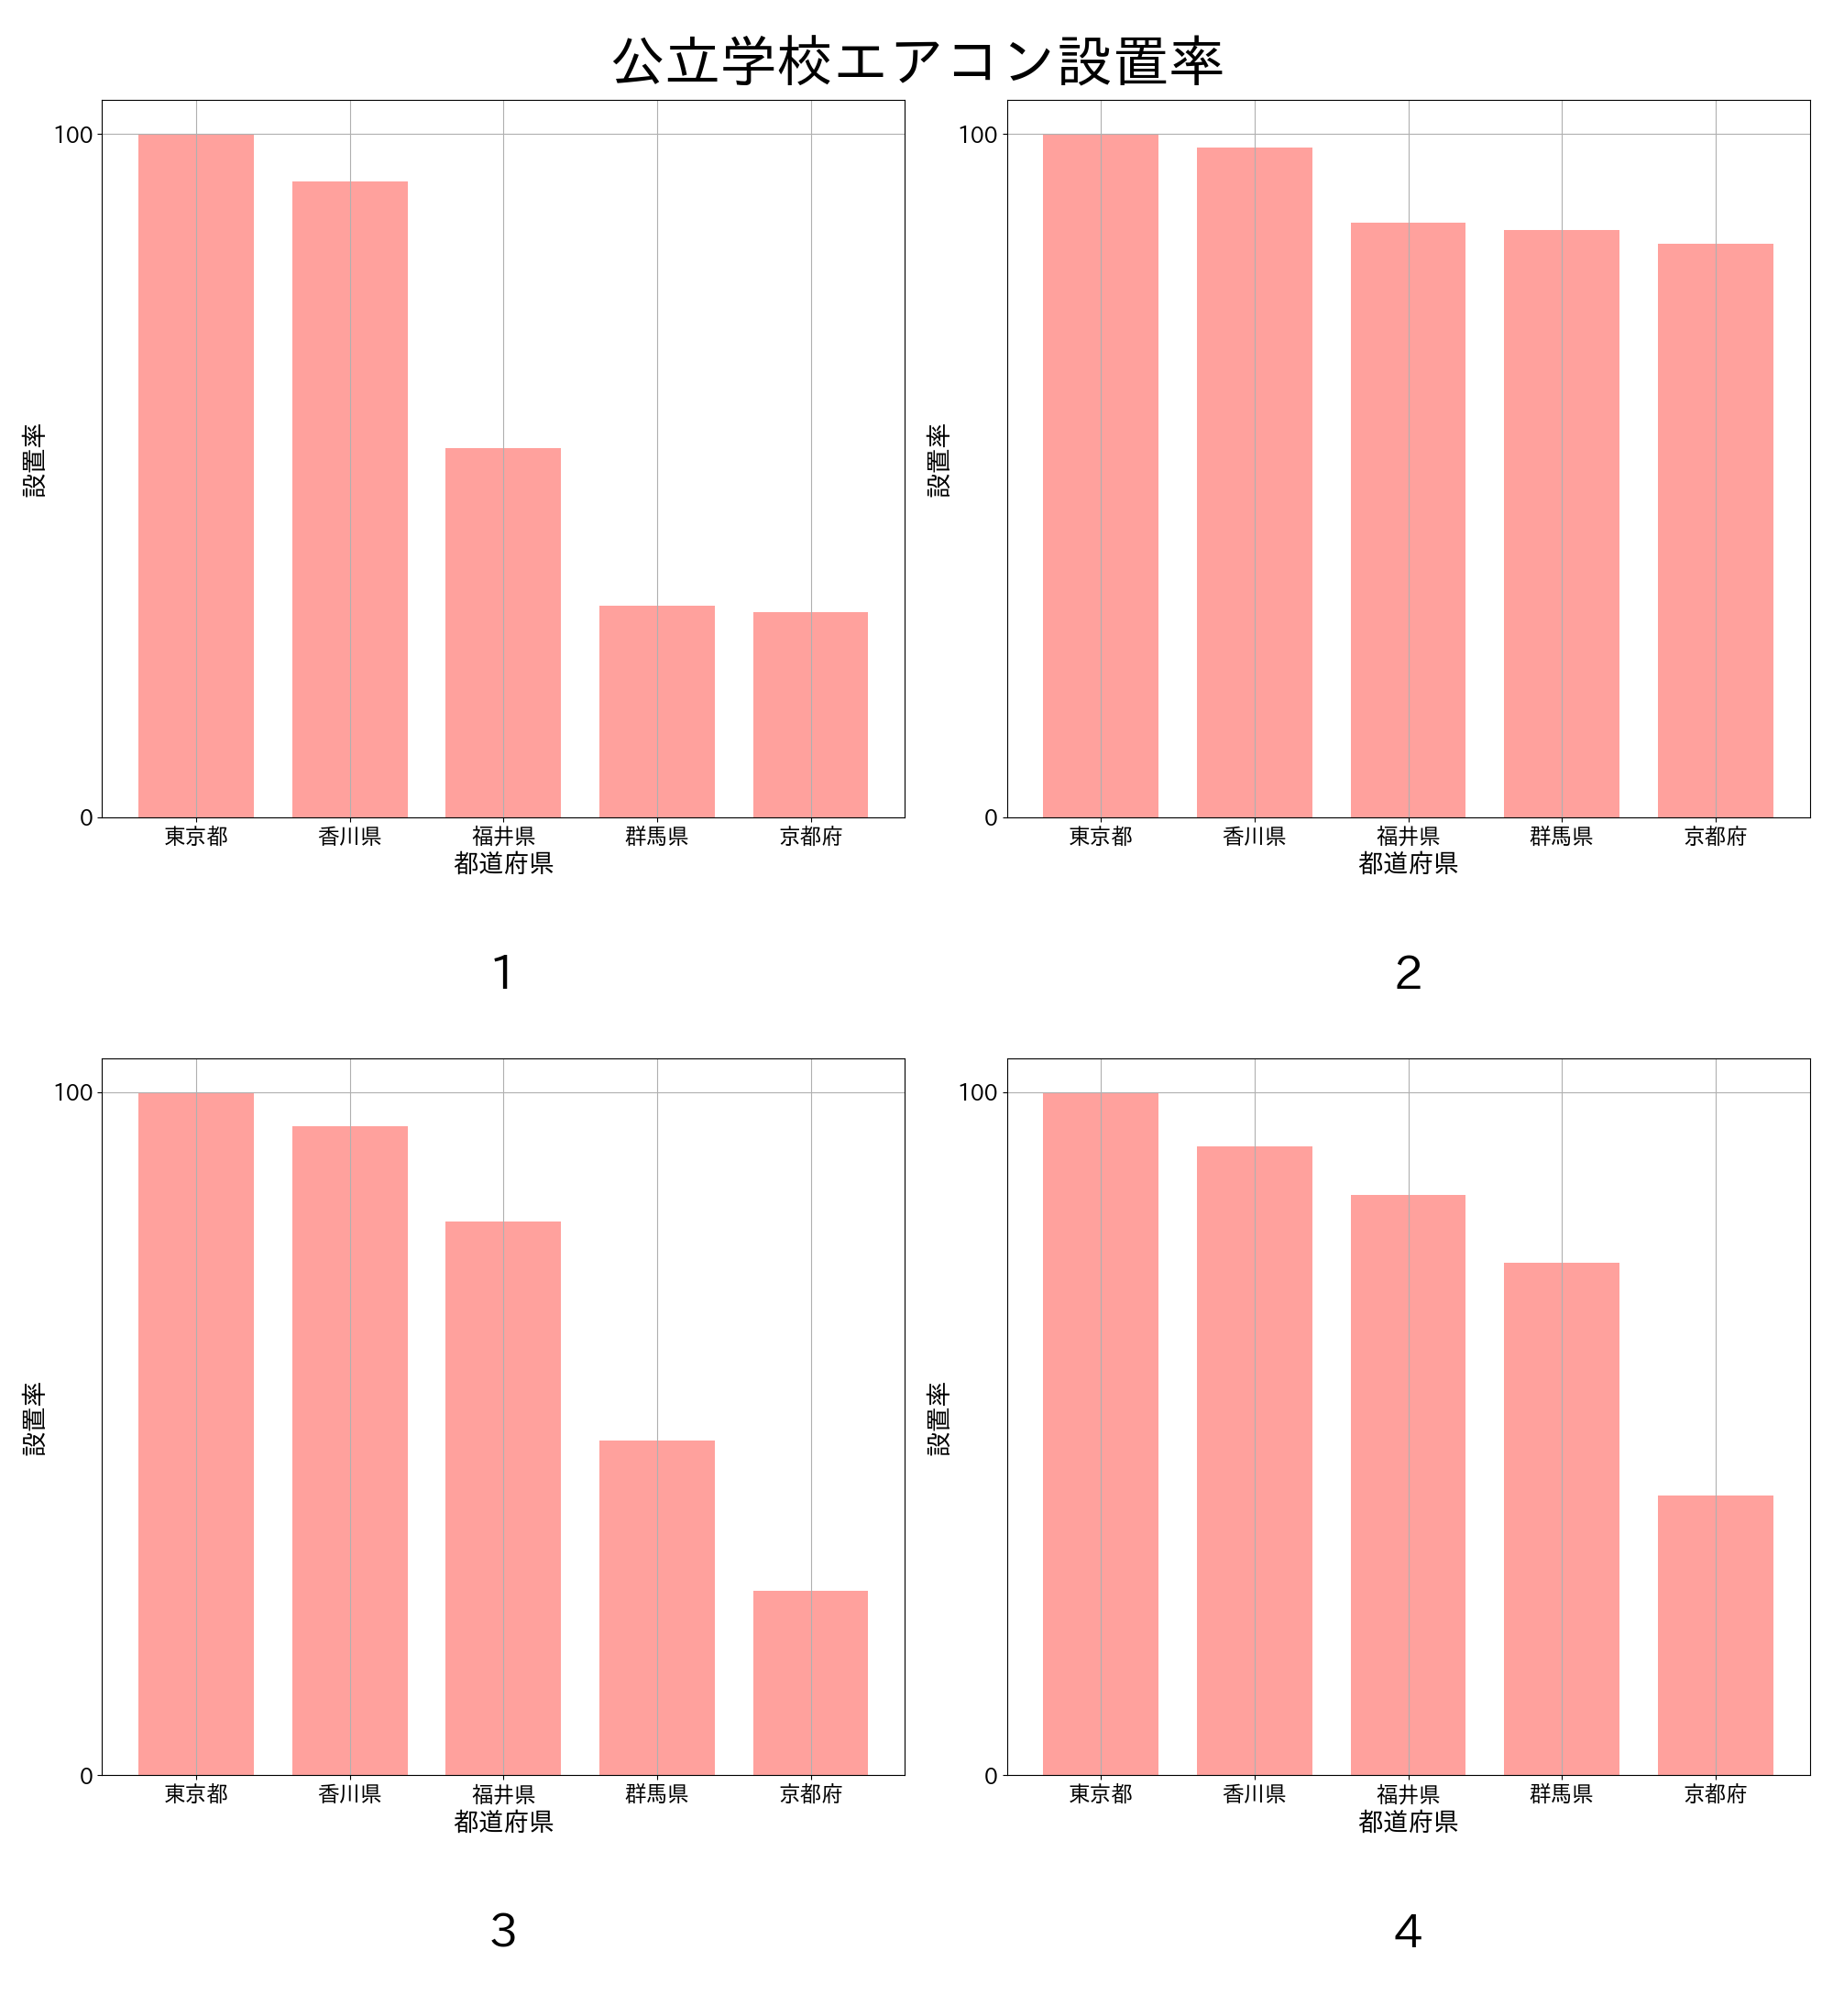 公立学校エアコン設置率
100
0
設置率
東京都 香川県 福井県 群馬県 京都府
都道府県
1
100
0
設置率
東京都 香川県 福井県 群馬県 京都府
都道府県
2
100
0
設置率
東京都 香川県 福井県 群馬県 京都府
都道府県
3
100
0
設置率
東京都 香川県 福井県 群馬県 京都府
都道府県
4